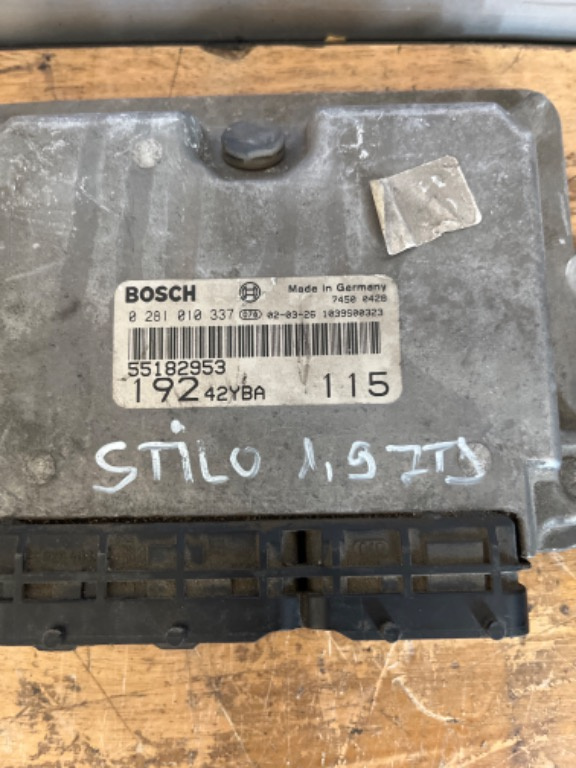 BOSCH Made in Germany
7450 0428
0 281 010 337 02-03-26 1039S00323
55182953
192 42YBA 115
STILO 1,9 JTD